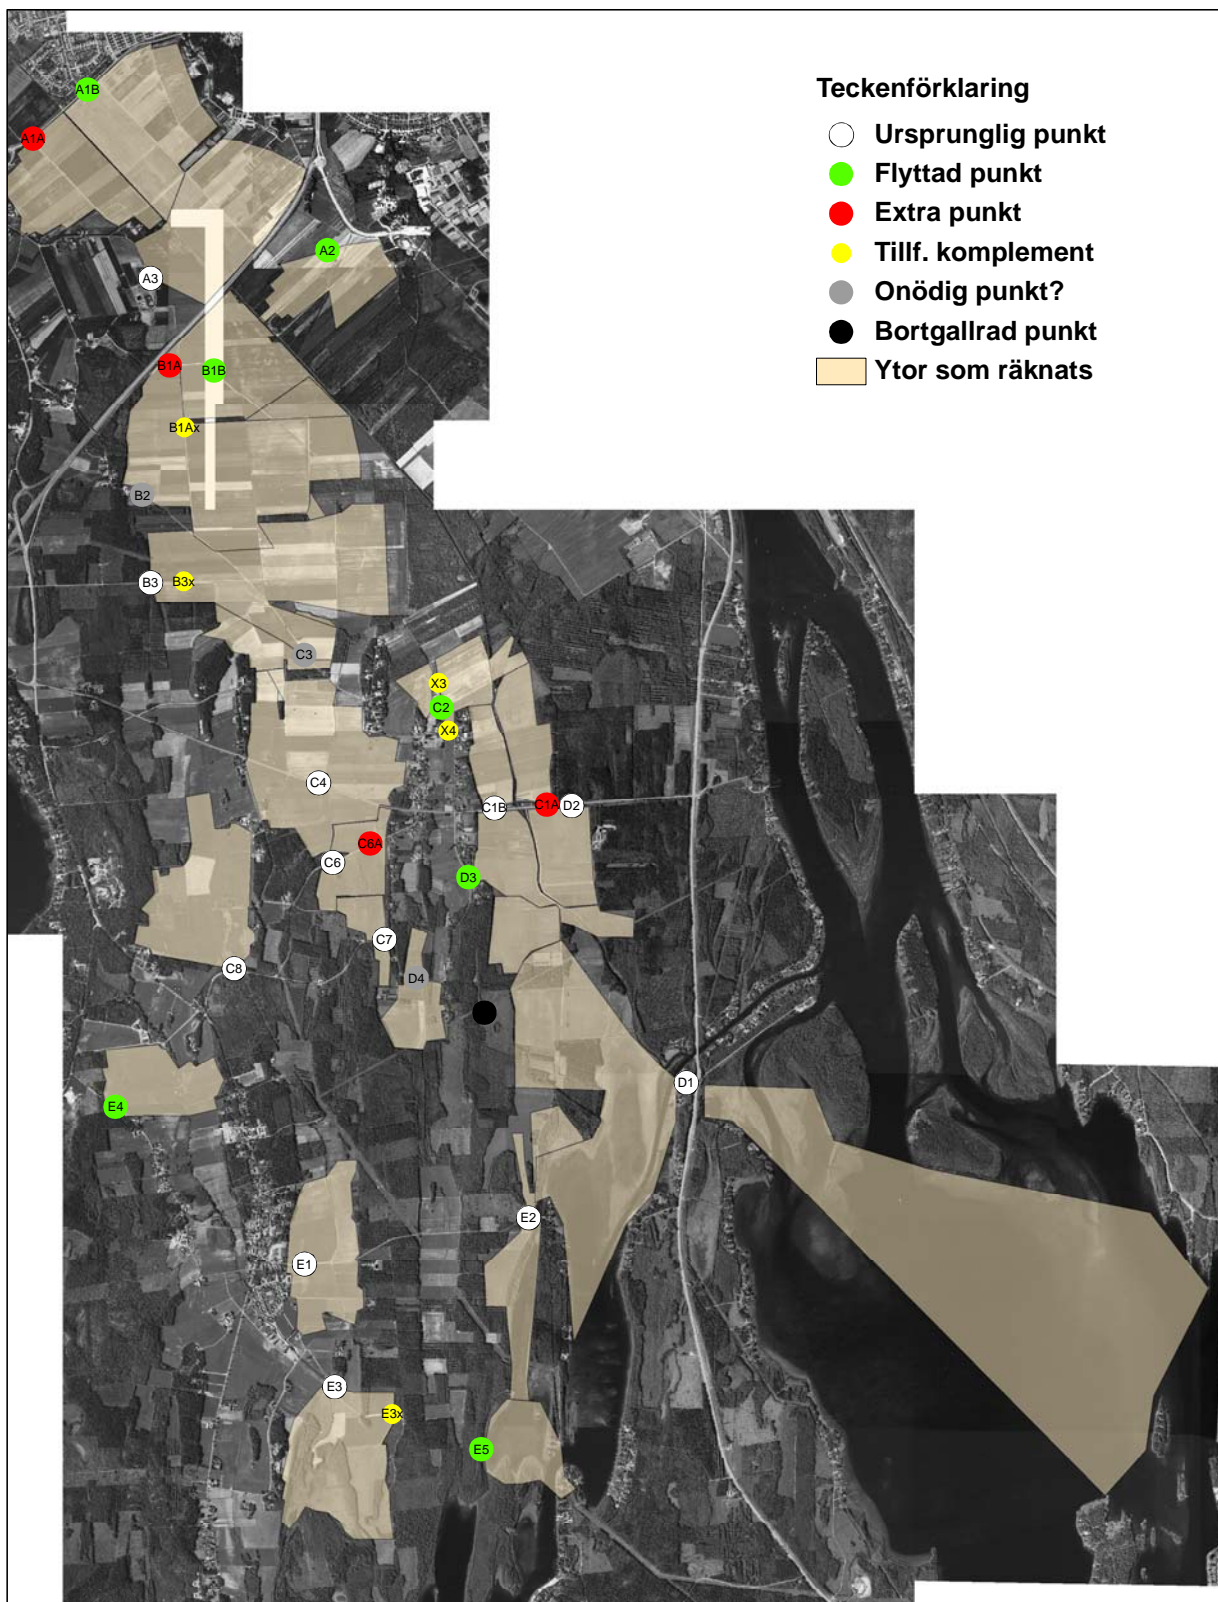 Teckenförklaring
Ursprunglig punkt
Flyttad punkt
Extra punkt
Tillf. komplement
Onödig punkt?
Bortgallrad punkt
Ytor som räknats
A1B
A1A
A2
A3
B1A
B1B
B1Ax
B2
B3
B3x
C3
X3
C2
X4
C4
C1B
C1A
D2
C6A
C6
D3
C7
C8
D4
D1
E4
E2
E1
E3
E3x
E5